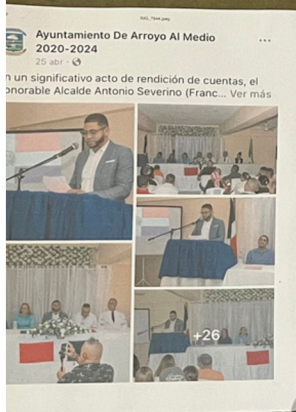 Ayuntamiento De Arroyo Al Medio
2020-2024
25 abr ·
n un significativo acto de rendición de cuentas, el
onorable Alcalde Antonio Severino (Franc... Ver más
+26